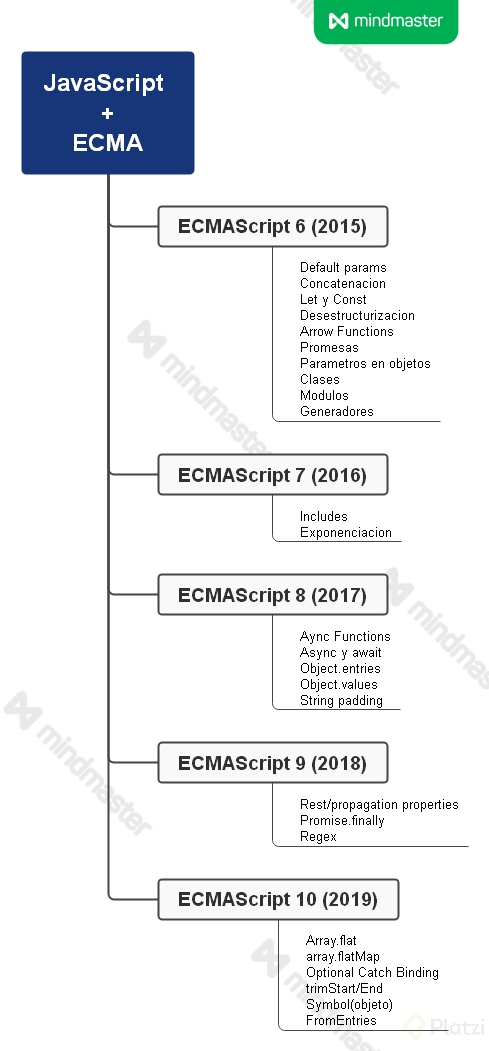 mindmaster
mindmaster
JavaScript
+
ECMA
ECMAScript 6 (2015)
Default params
Concatenacion
Let y Const
Desestructurizacion
Arrow Functions
Promesas
Parametros en objetos
Clases
Modulos
Generadores
mindmaster
ECMAScript 7 (2016)
Includes
Exponenciacion
ECMAScript 8 (2017)
Aync Functions
Async y await
Object.entries
Object.values
String padding
mindmaster
mindmaster
ECMAScript 9 (2018)
Rest/propagation properties
Promise.finally
Regex
ECMAScript 10 (2019)
Array.flat
array.flatMap
Optional Catch Binding
trimStart/End
Symbol(objeto)
FromEntries
mindmaster
Platzi